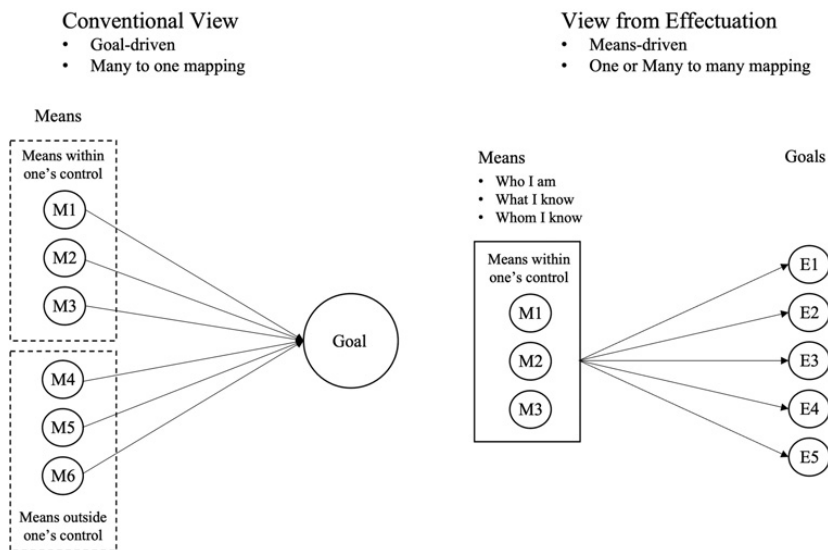 Conventional View
• Goal-driven
• Many to one mapping
Means
Means within
one's control
M1
M2
M3
M4
M5
M6
Means outside
one's control
Goal
View from Effectuation
• Means-driven
• One or Many to many mapping
Means
• Who I am
• What I know
• Whom I know
Means within
one's control
M1
M2
M3
Goals
E1
E2
E3
E4
E5